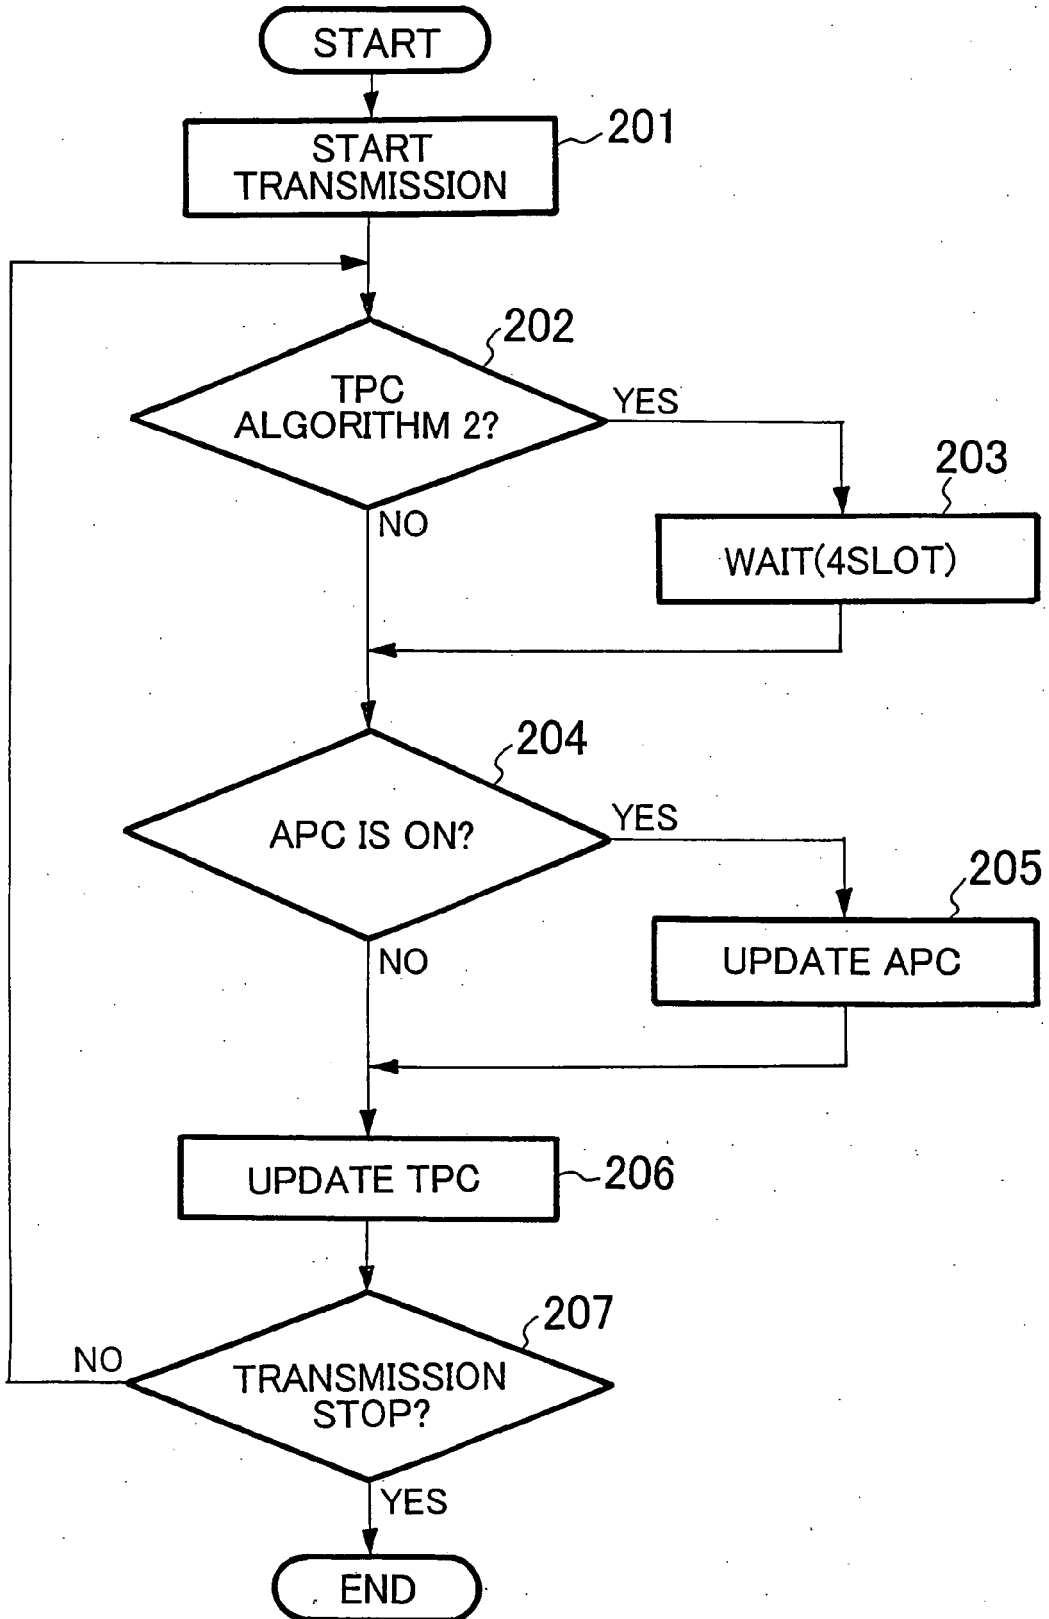 START
201
START
TRANSMISSION
202
TPC
ALGORITHM 2?
YES
NO
203
WAIT(4SLOT)
204
APC IS ON?
YES
NO
205
UPDATE APC
UPDATE TPC
206
207
TRANSMISSION
STOP?
NO
YES
END